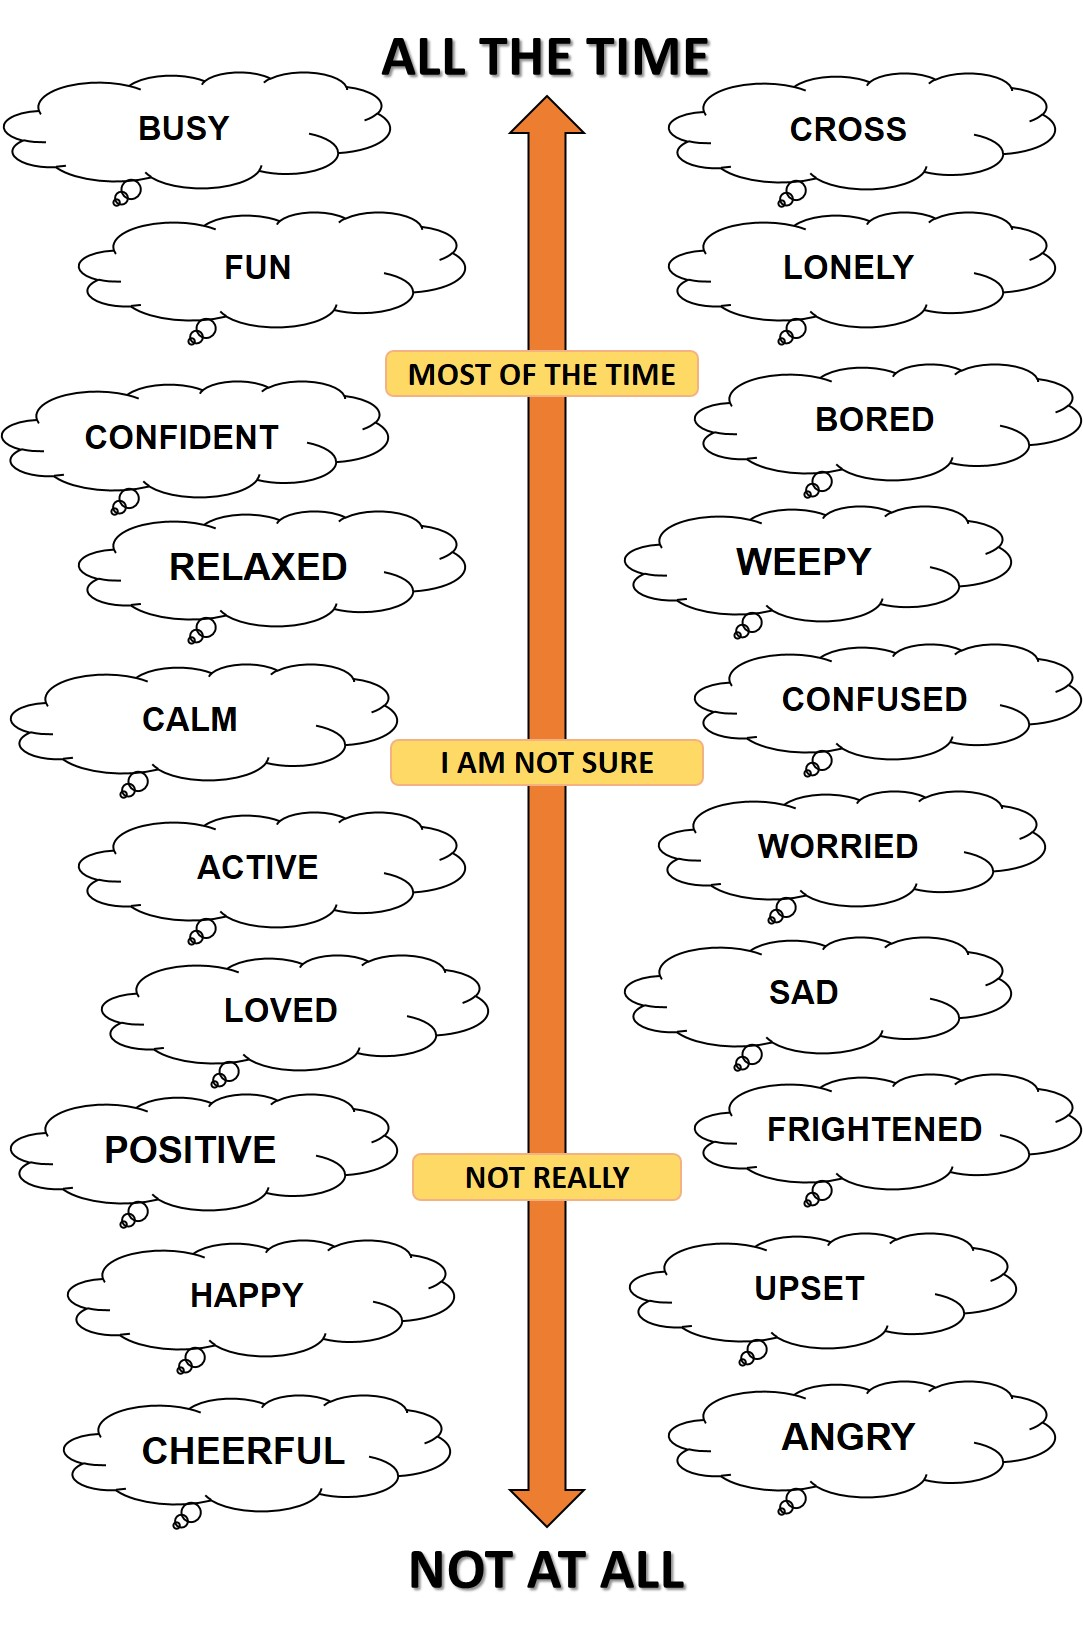 ALL THE TIME
BUSY
CROSS
FUN
LONELY
MOST OF THE TIME
CONFIDENT
BORED
RELAXED
WEEPY
CALM
CONFUSED
I AM NOT SURE
ACTIVE
WORRIED
LOVED
SAD
POSITIVE
FRIGHTENED
NOT REALLY
HAPPY
UPSET
CHEERFUL
ANGRY
NOT AT ALL